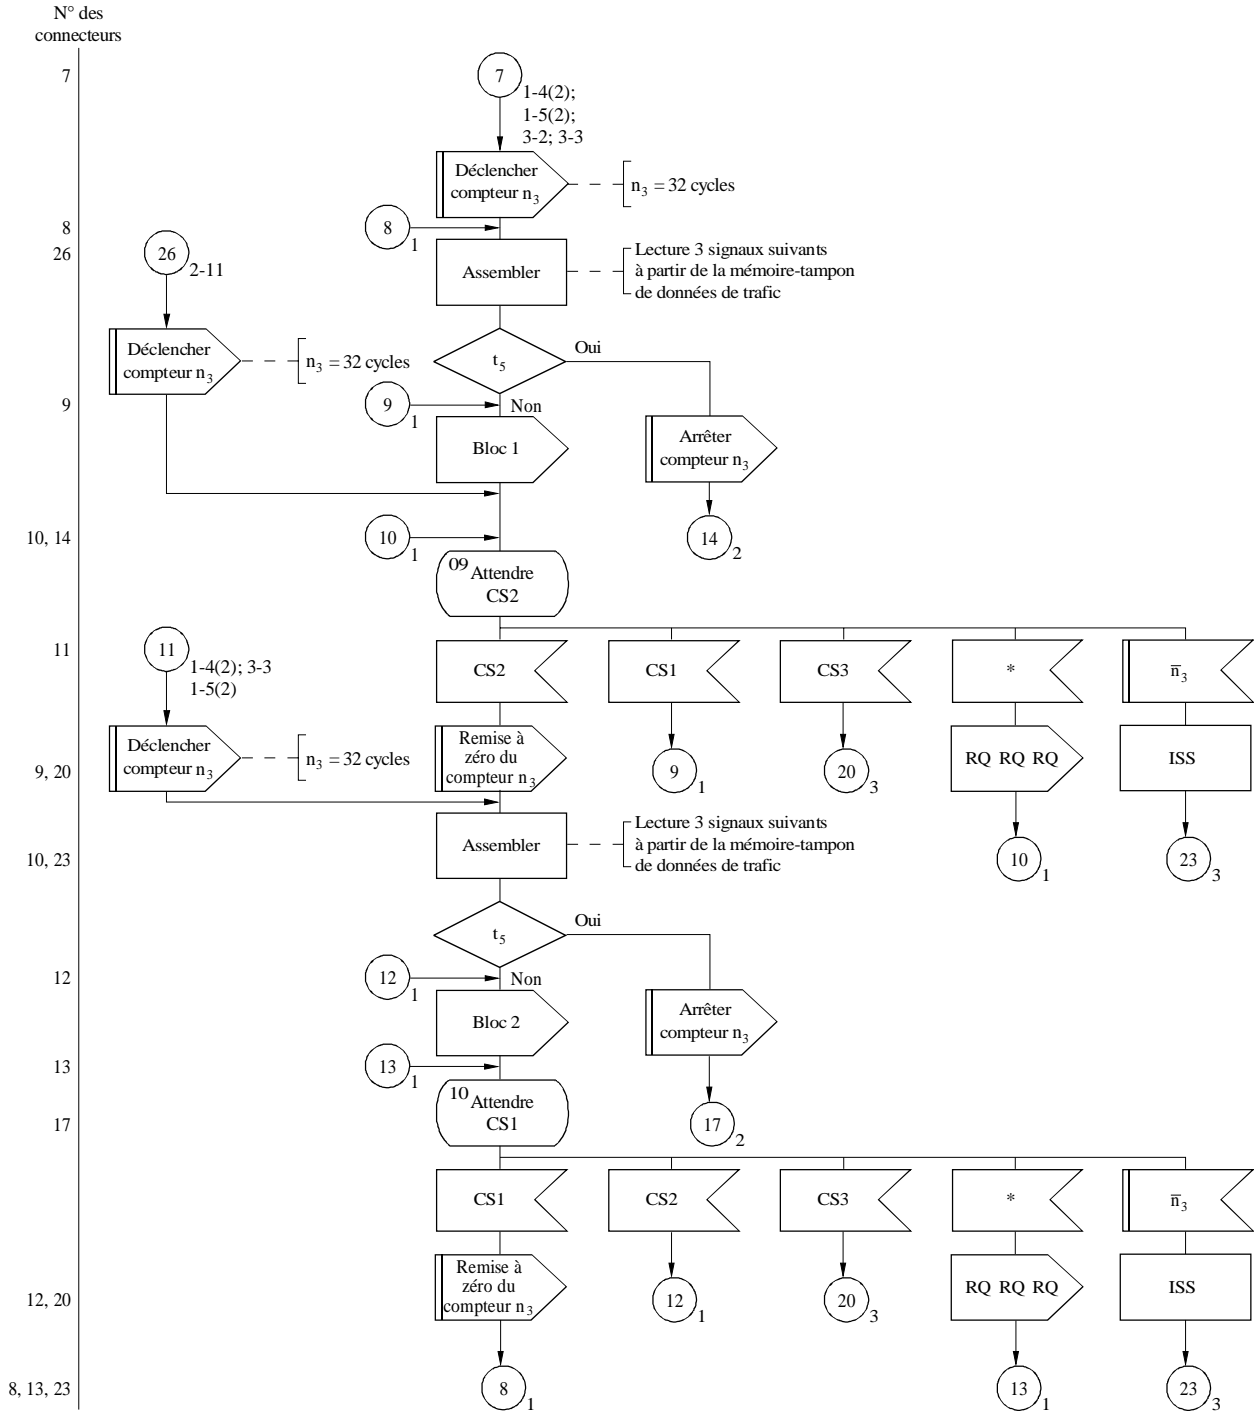 N° des
connecteurs
7
7
1-4(2);
1-5(2);
3-2; 3-3
Déclencher
compteur n3
n3 = 32 cycles
8
8
1
26
26
2-11
Assembler
Lecture 3 signaux suivants
à partir de la mémoire-tampon
de données de trafic
Déclencher
compteur n3
n3 = 32 cycles
t5
Oui
9
9
1
Non
Bloc 1
Arrêter
compteur n3
10, 14
10
1
14
2
09
Attendre
CS2
11
11
1-4(2); 3-3
1-5(2)
CS2
CS1
CS3
*
n̅3
Déclencher
compteur n3
n3 = 32 cycles
Remise à
zéro du
compteur n3
9, 20
9
1
20
3
RQ RQ RQ
ISS
Assembler
Lecture 3 signaux suivants
à partir de la mémoire-tampon
de données de trafic
10, 23
10
1
23
3
t5
Oui
12
12
1
Non
Bloc 2
Arrêter
compteur n3
13
13
1
10
Attendre
CS1
17
17
2
CS1
CS2
CS3
*
n̅3
Remise à
zéro du
compteur n3
12, 20
12
1
20
3
RQ RQ RQ
ISS
8, 13, 23
8
1
13
1
23
3